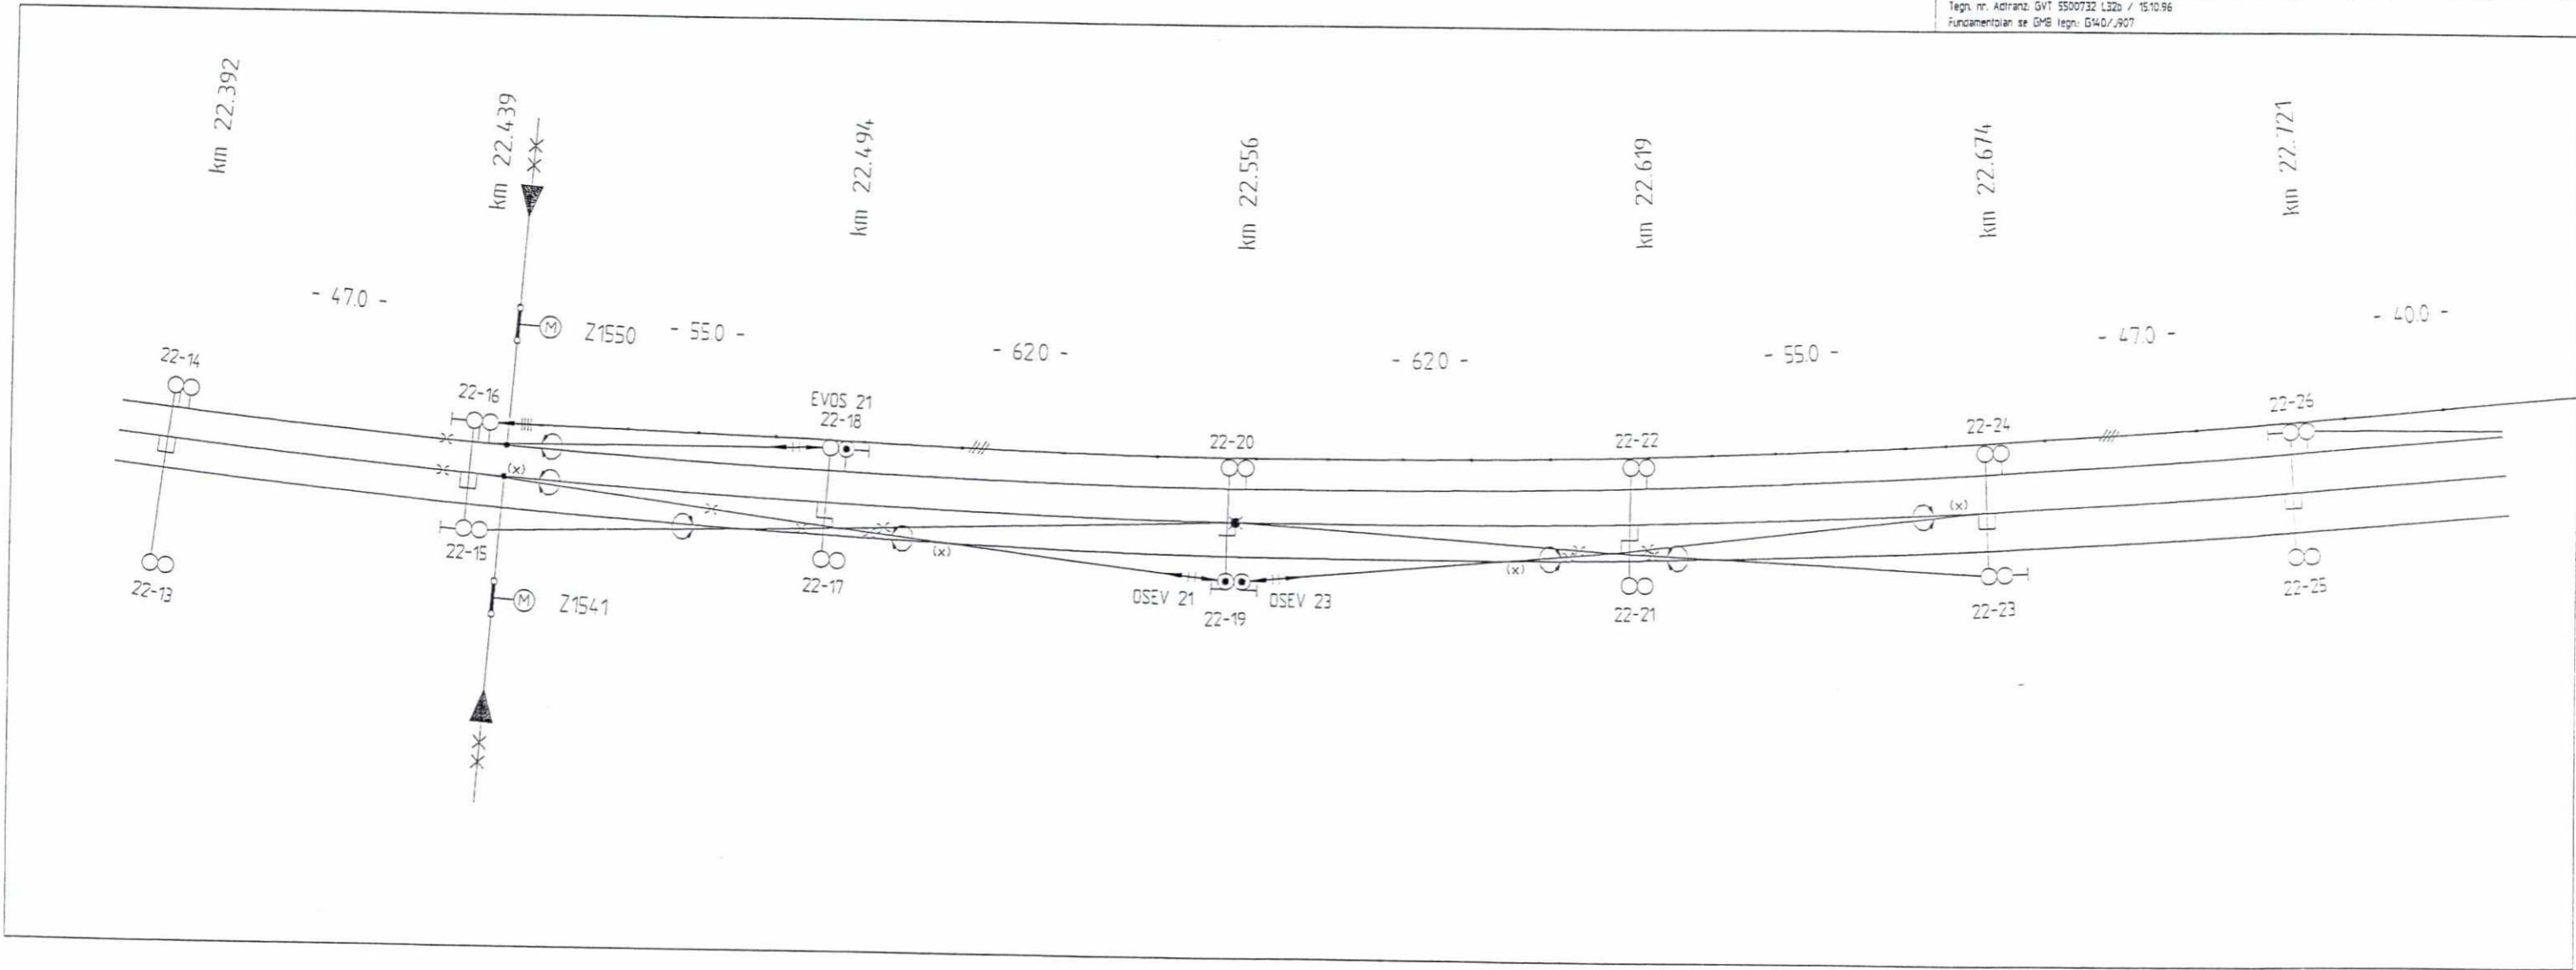 Tegn. nr. Adtranz: GVT 5500732 L32b / 15.10.96
Fundamentplan se GMB tegn.: G140/J907
km 22.392
km 22.439
km 22.494
km 22.556
km 22.619
km 22.674
km 22.721
- 47.0 -
- 55.0 -
- 62.0 -
- 62.0 -
- 55.0 -
- 47.0 -
- 40.0 -
M Z1550
22-14
22-16
EVOS 21
22-18
22-20
22-22
22-24
22-26
(x)
(x)
(x)
(x)
22-13
22-15
22-17
OSEV 21
OSEV 23
22-19
22-21
22-23
22-25
M Z1541